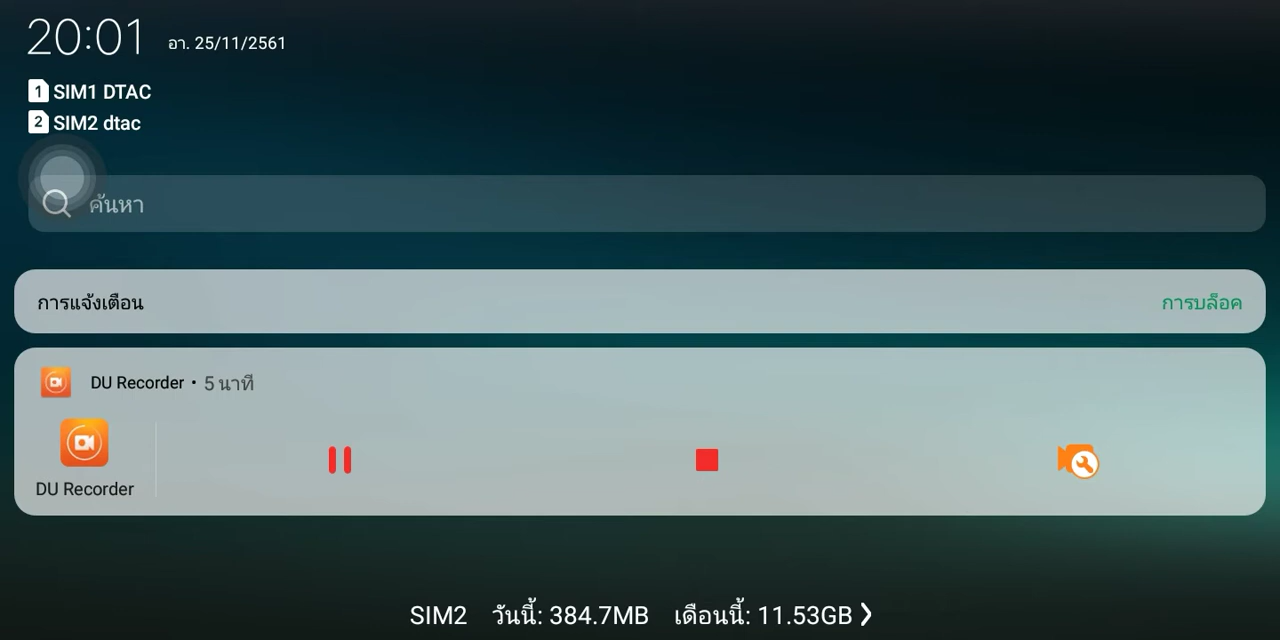 20:01 อา. 25/11/2561
1 SIM1 DTAC
2 SIM2 dtac
ค้นหา
การแจ้งเตือน การบล็อค
DU Recorder • 5 นาที
DU Recorder
SIM2 วันนี้: 384.7MB เดือนนี้: 11.53GB